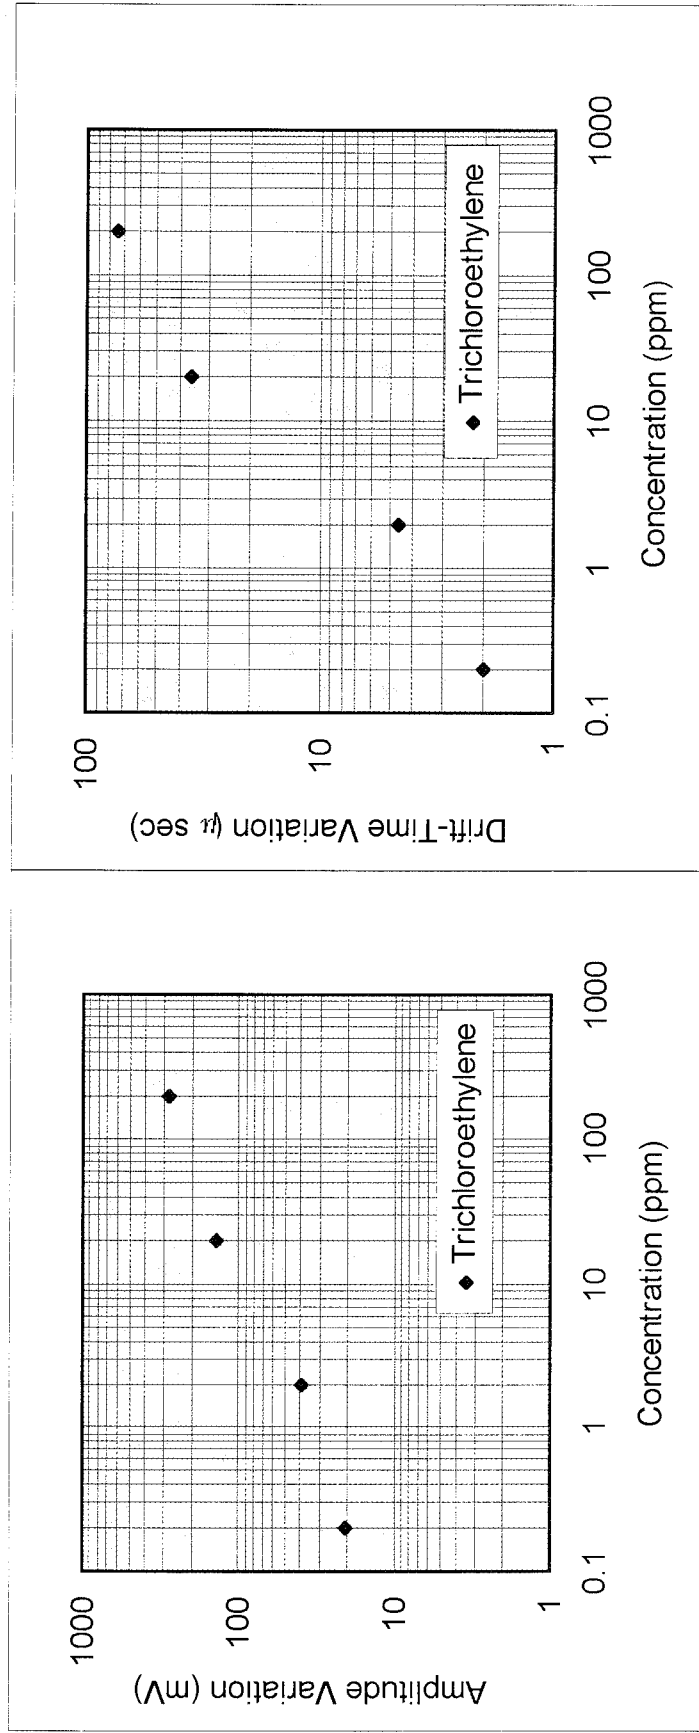 Amplitude Variation (mV)
1000
100
10
1
0.1
1
10
100
1000
Concentration (ppm)
Trichloroethylene
Drift-Time Variation (μ sec)
100
10
1
0.1
1
10
100
1000
Concentration (ppm)
Trichloroethylene